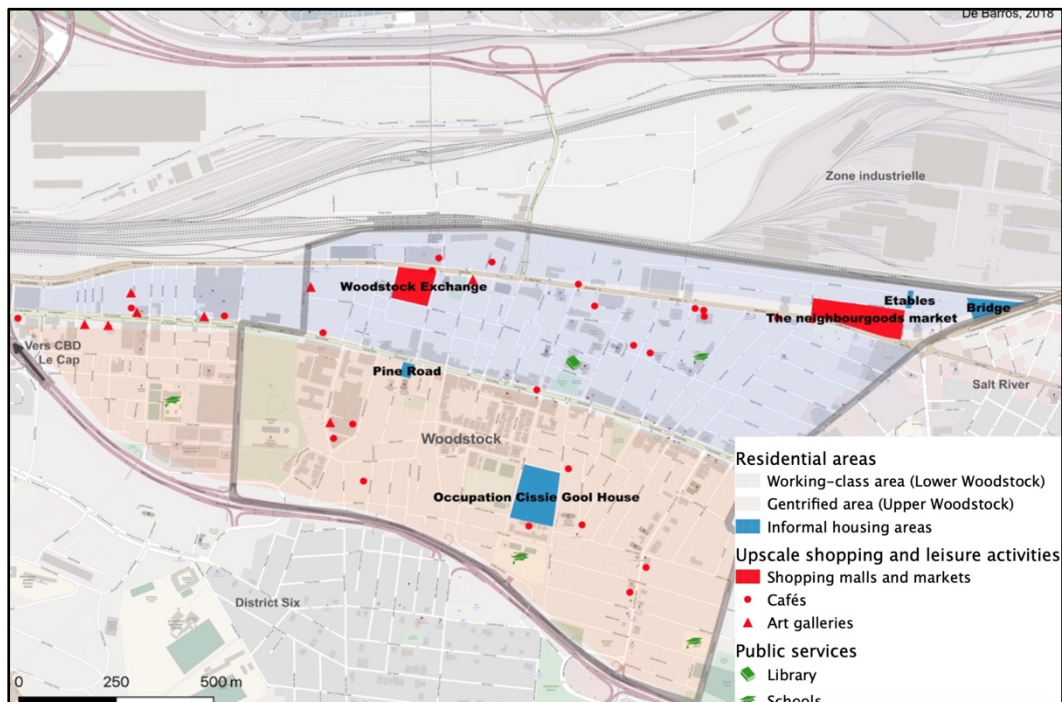 De Barros, 2018
Zone industrielle
Woodstock Exchange
Etables
Bridge
The neighbourgoods market
Vers CBD
Le Cap
Pine Road
Salt River
Woodstock
Occupation Cissie Gool House
District Six
Residential areas
Working-class area (Lower Woodstock)
Gentrified area (Upper Woodstock)
Informal housing areas
Upscale shopping and leisure activities
Shopping malls and markets
Cafés
Art galleries
Public services
Library
Schools
0 250 500 m